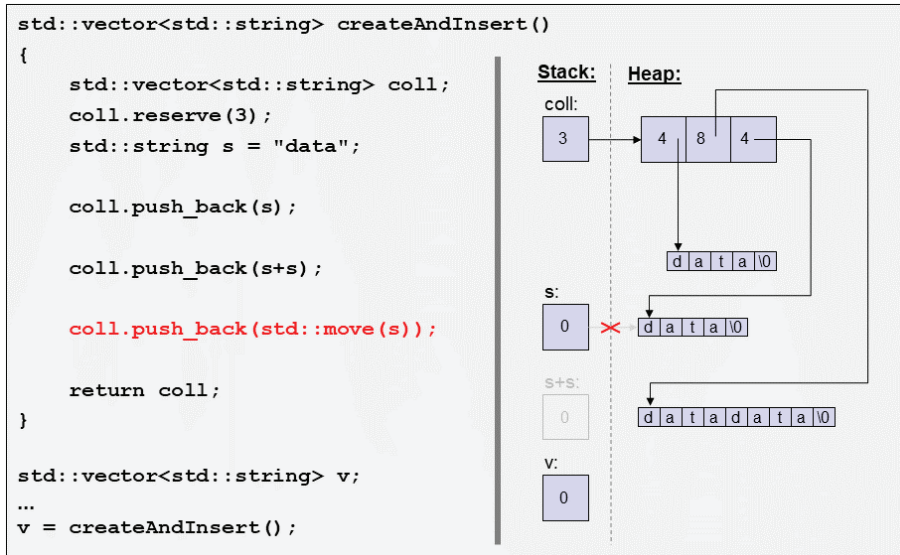 std::vector<std::string> createAndInsert()
{
std::vector<std::string> coll;
coll.reserve(3);
std::string s = "data";
coll.push_back(s);
coll.push_back(s+s);
coll.push_back(std::move(s));
return coll;
}
std::vector<std::string> v;
...
v = createAndInsert();
Stack: Heap:
coll:
3 4 8 4
d a t a \0
s:
0 d a t a \0
s+s:
0 d a t a d a t a \0
v:
0